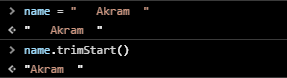 > name = "   Akram  "
< "   Akram  "
> name.trimStart()
< "Akram  "